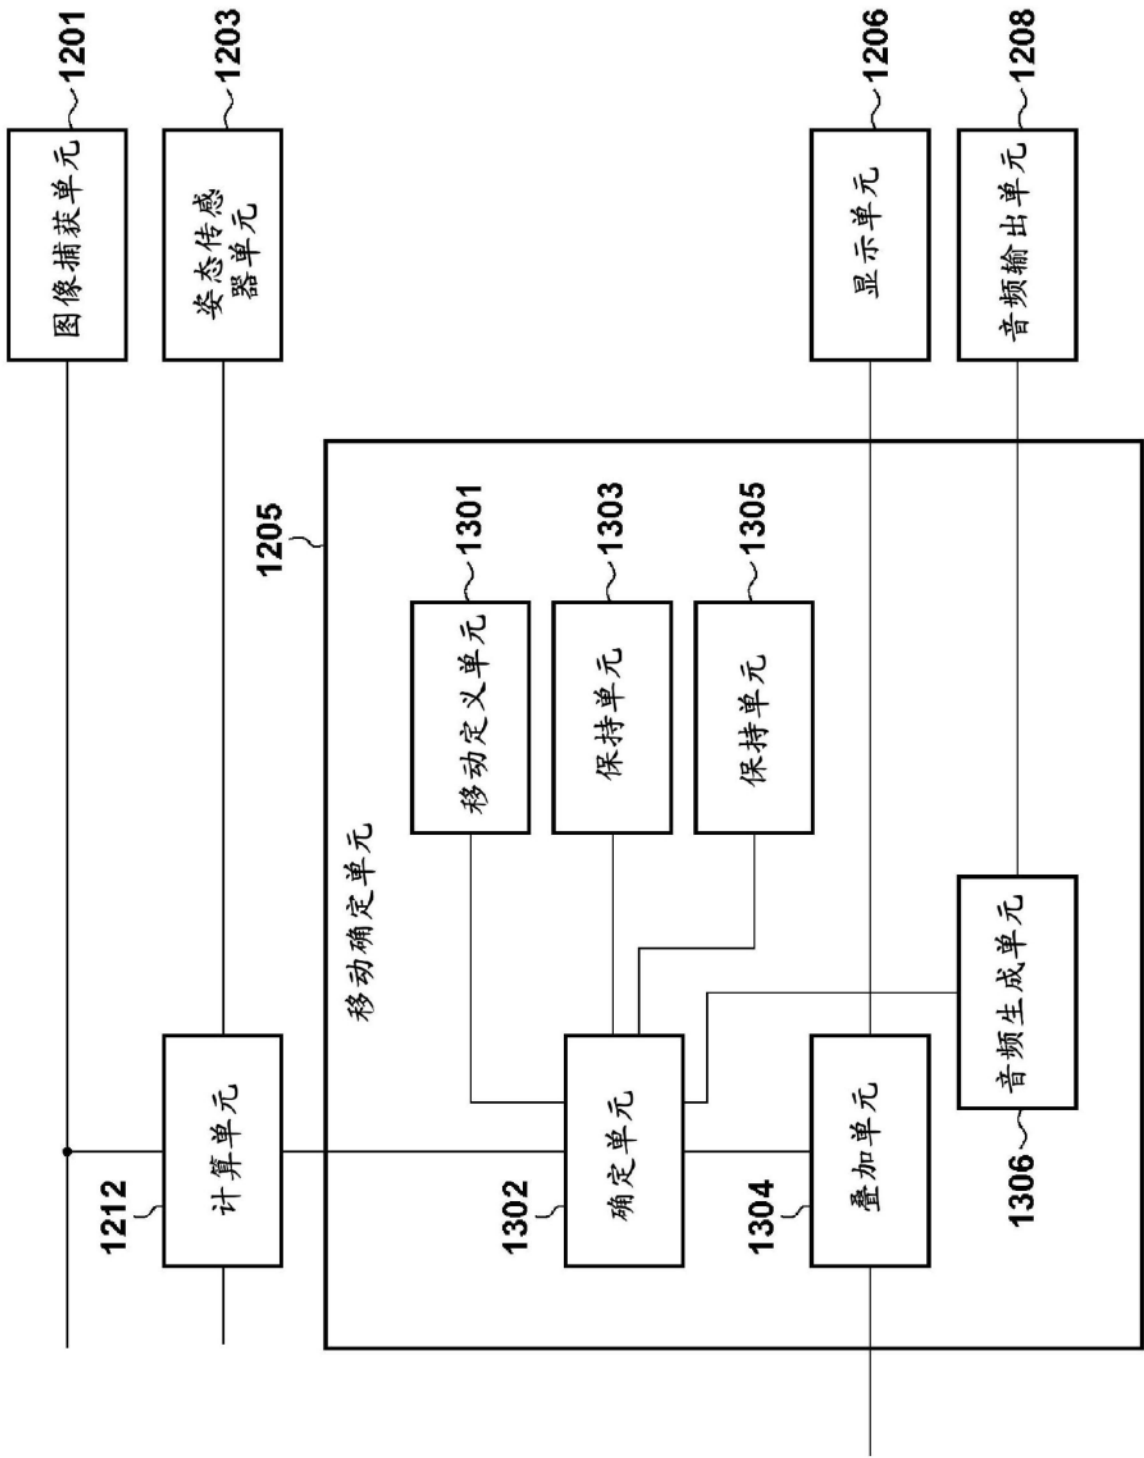 图像捕获单元
1201
姿态传感
器单元
1203
计算单元
1212
1205
移动确定单元
移动定义单元
1301
保持单元
1303
保持单元
1305
确定单元
1302
叠加单元
1304
显示单元
1206
音频生成单元
1306
音频输出单元
1208